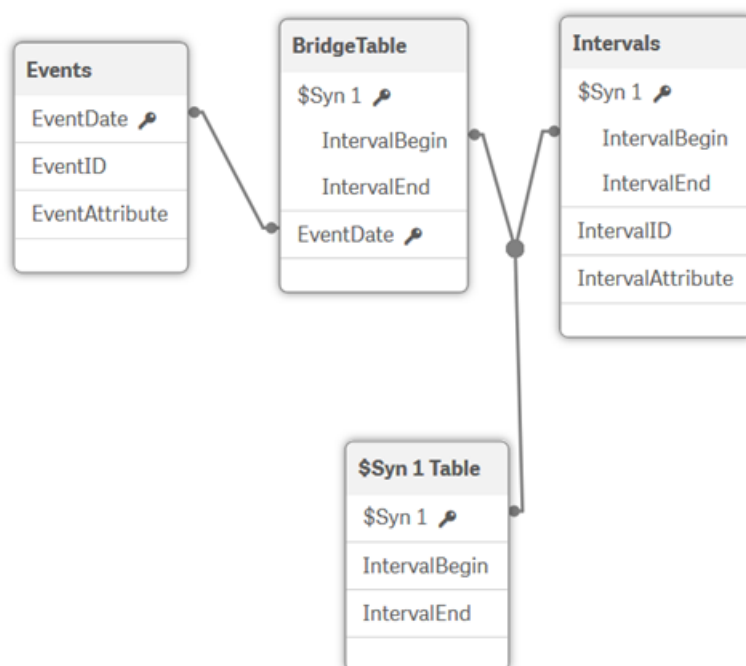 Events
EventDate
EventID
EventAttribute
BridgeTable
$Syn 1
IntervalBegin
IntervalEnd
EventDate
Intervals
$Syn 1
IntervalBegin
IntervalEnd
IntervalID
IntervalAttribute
$Syn 1 Table
$Syn 1
IntervalBegin
IntervalEnd